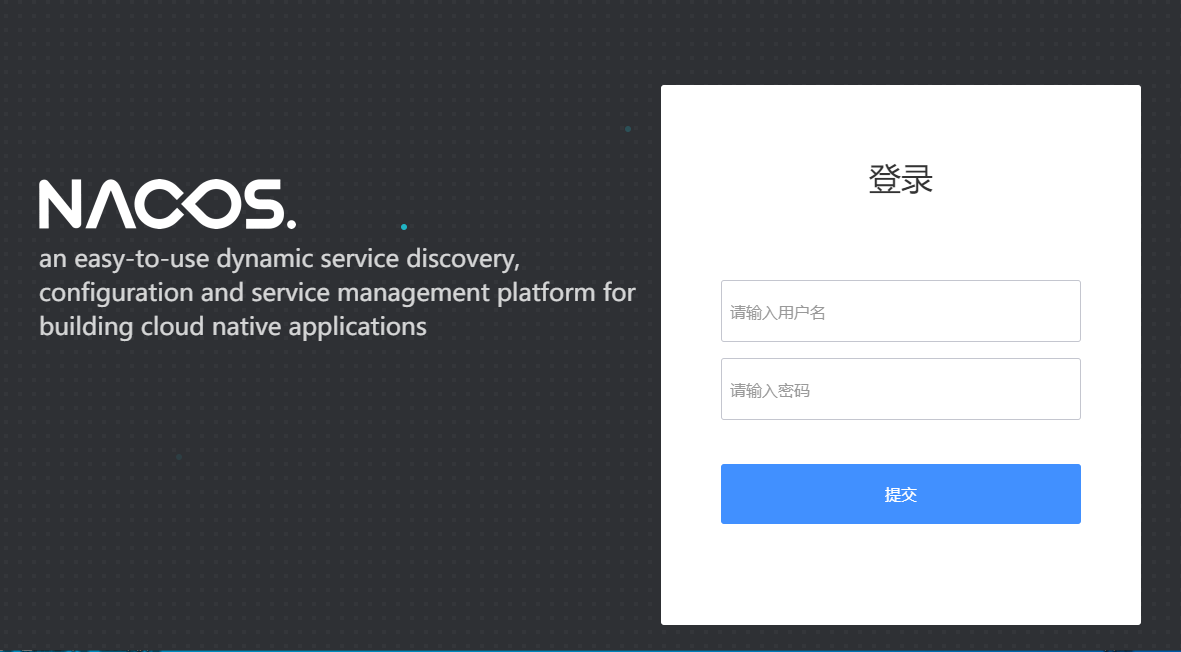 NACOS.
an easy-to-use dynamic service discovery,
configuration and service management platform for
building cloud native applications
登录
请输入用户名
请输入密码
提交